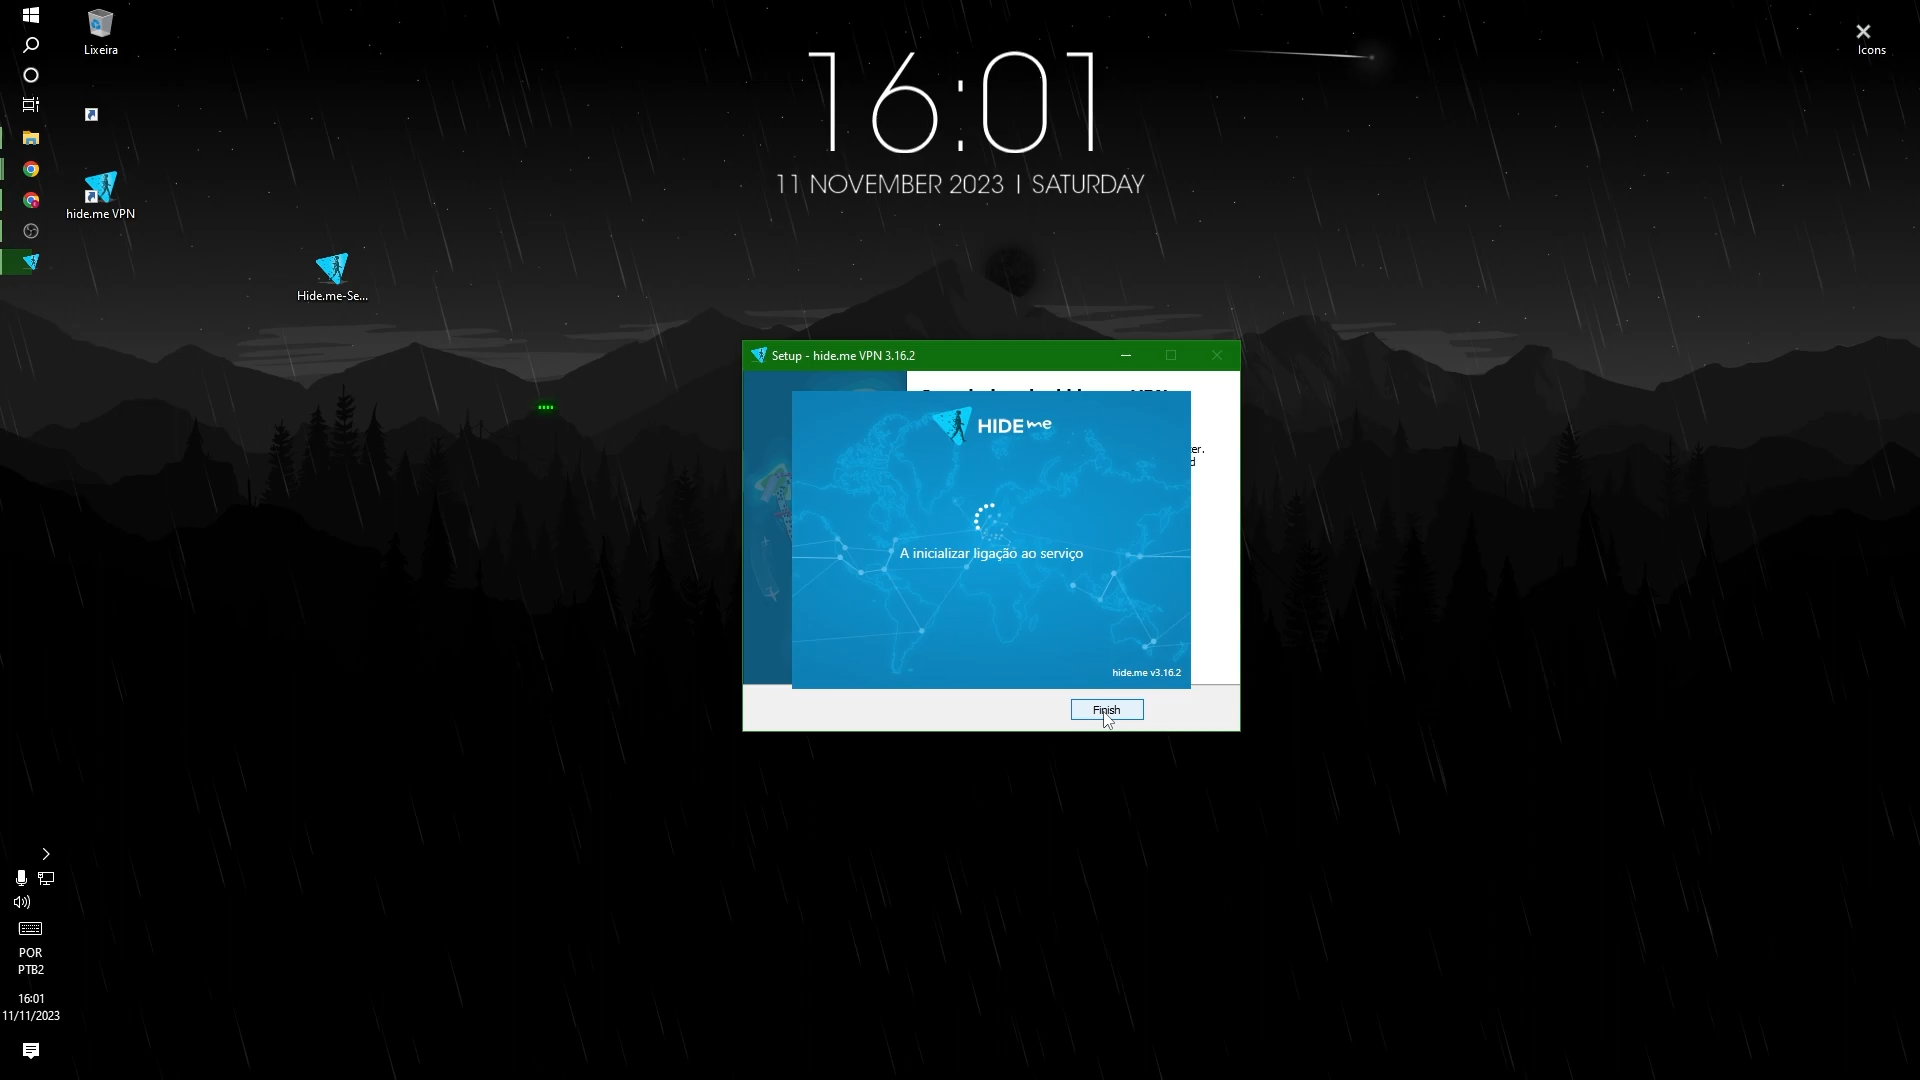 Lixeira
hide.me VPN
Hide.me-Se...
16:01
11 NOVEMBER 2023 | SATURDAY
Icons
Setup - hide.me VPN 3.16.2
HIDE me
er.
d
A inicializar ligação ao serviço
hide.me v3.16.2
Finish
POR
PTB2
16:01
11/11/2023